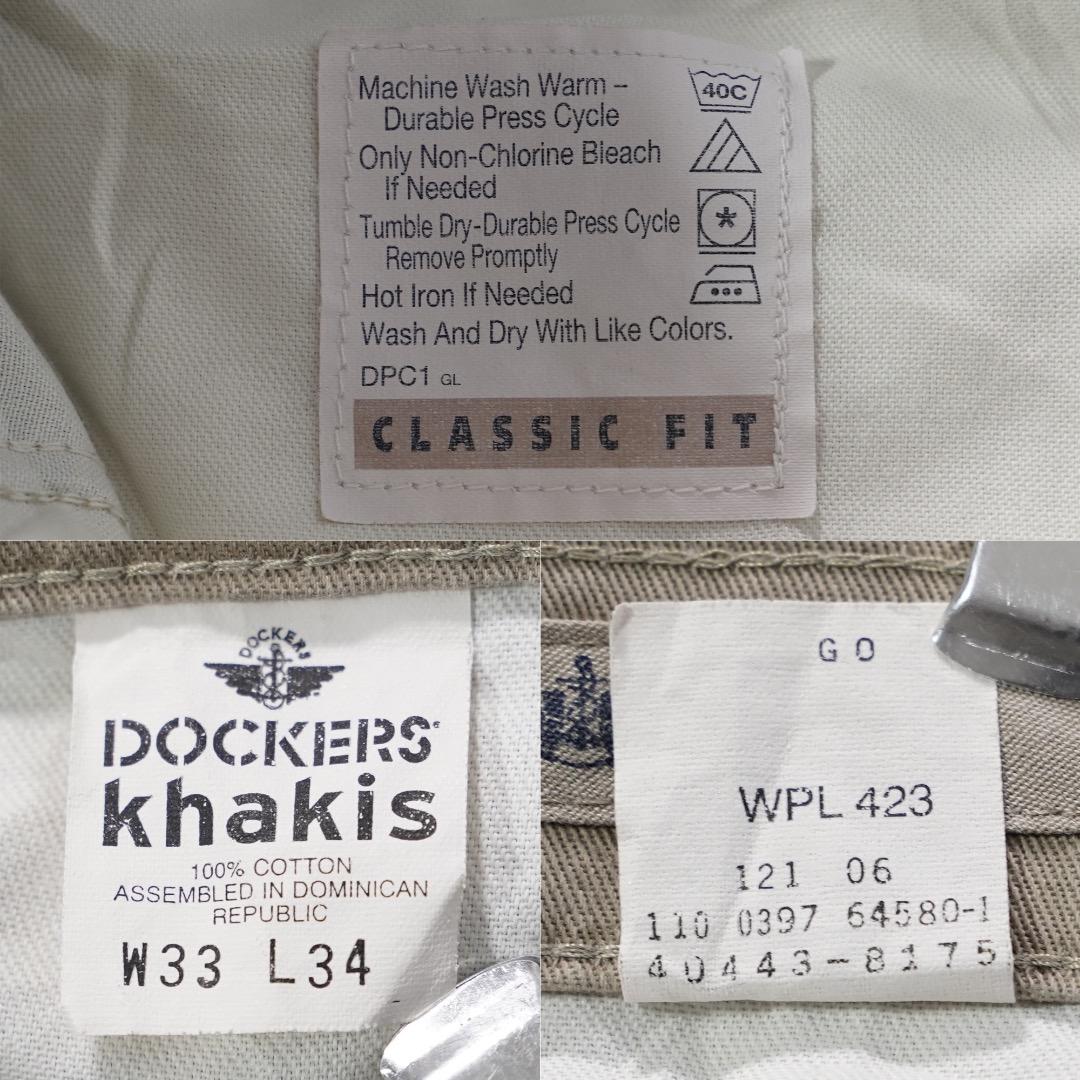 Machine Wash Warm –
Durable Press Cycle
Only Non-Chlorine Bleach
If Needed
Tumble Dry-Durable Press Cycle
Remove Promptly
Hot Iron If Needed
Wash And Dry With Like Colors.
DPC1 GL
CLASSIC FIT
40C
DOCKERS
DOCKERS
khakis
100% COTTON
ASSEMBLED IN DOMINICAN
REPUBLIC
W33 L34
GO
WPL 423
121 06
110 0397 64580-1
40443-8175